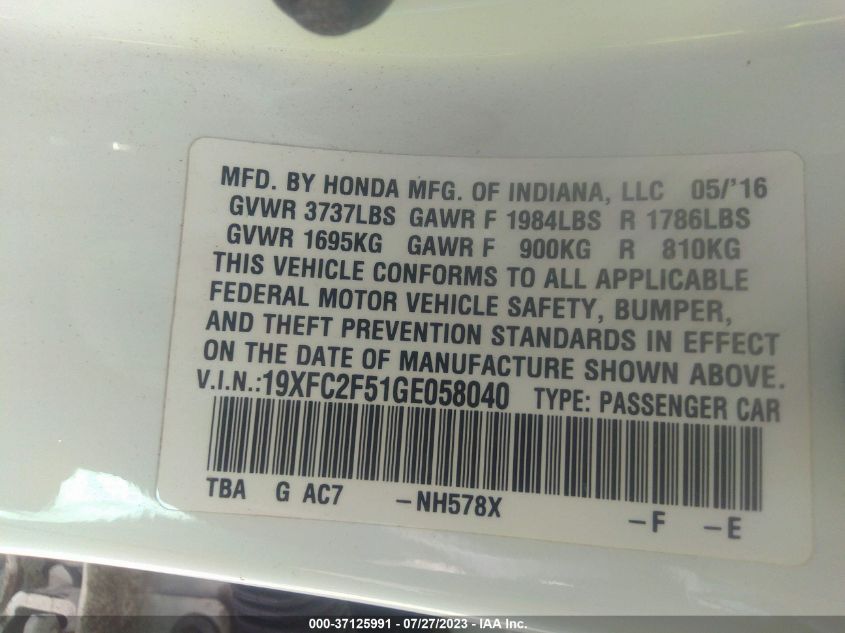 MFD. BY HONDA MFG. OF INDIANA, LLC 05/'16
GVWR 3737LBS GAWR F 1984LBS R 1786LBS
GVWR 1695KG GAWR F 900KG R 810KG
THIS VEHICLE CONFORMS TO ALL APPLICABLE
FEDERAL MOTOR VEHICLE SAFETY, BUMPER,
AND THEFT PREVENTION STANDARDS IN EFFECT
ON THE DATE OF MANUFACTURE SHOWN ABOVE.
V.I.N.:19XFC2F51GE058040 TYPE: PASSENGER CAR
TBA G AC7 -NH578X -F -E
000-37125991 / 07/27/2023 - IAA Inc.